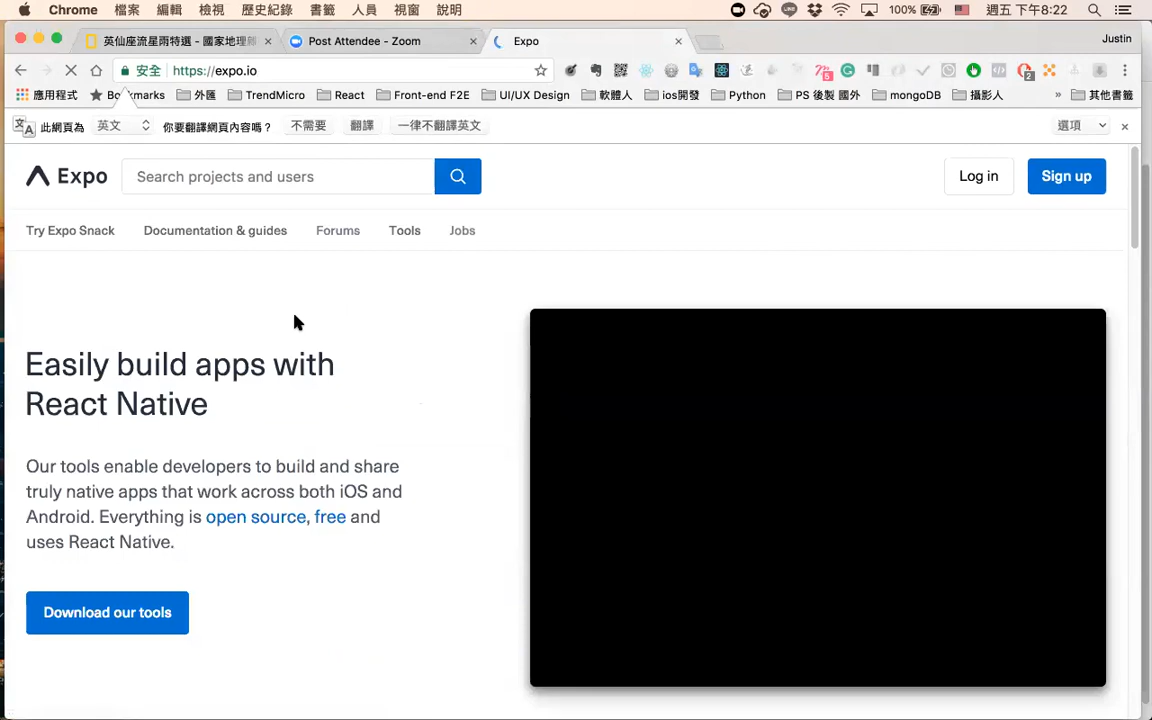 Chrome 檔案 編輯 檢視 歷史紀錄 書籤 人員 視窗 說明 100% 週五 下午8:22
英仙座流星雨特選 - 國家地理 Post Attendee - Zoom Expo Justin
安全 https://expo.io
應用程式 Bookmarks 外匯 TrendMicro React Front-end F2E UI/UX Design 軟體人 ios開發 Python PS 後製 國外 mongoDB 攝影人 » 其他書籤
此網頁為 英文 你要翻譯網頁內容嗎？ 不需要 翻譯 一律不翻譯英文 選項
Expo Search projects and users Log in Sign up
Try Expo Snack Documentation & guides Forums Tools Jobs
Easily build apps with
React Native
Our tools enable developers to build and share
truly native apps that work across both iOS and
Android. Everything is open source, free and
uses React Native.
Download our tools